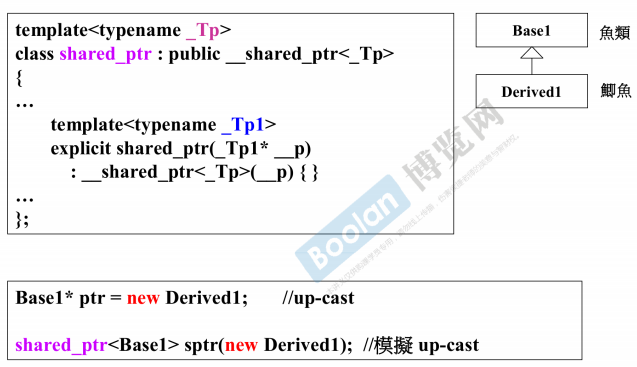 template<typename _Tp>
class shared_ptr : public __shared_ptr<_Tp>
{
…
template<typename _Tp1>
explicit shared_ptr(_Tp1* __p)
: __shared_ptr<_Tp>(__p) { }
…
};
Base1
魚類
Derived1
鯽魚
Boolan
博览网
Base1* ptr = new Derived1; //up-cast
shared_ptr<Base1> sptr(new Derived1); //模擬 up-cast